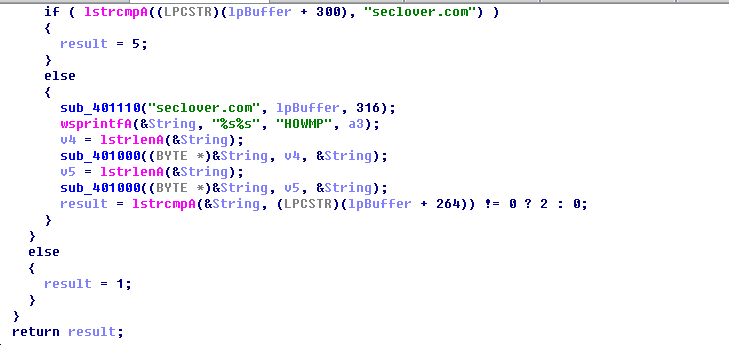 if ( lstrcmpA((LPCSTR)(lpBuffer + 300), "seclover.com") )
{
result = 5;
}
else
{
sub_401110("seclover.com", lpBuffer, 316);
wsprintfA(&String, "%s%s", "HOWMP", a3);
v4 = lstrlenA(&String);
sub_401000((BYTE *)&String, v4, &String);
v5 = lstrlenA(&String);
sub_401000((BYTE *)&String, v5, &String);
result = lstrcmpA(&String, (LPCSTR)(lpBuffer + 264)) != 0 ? 2 : 0;
}
}
else
{
result = 1;
}
}
return result;